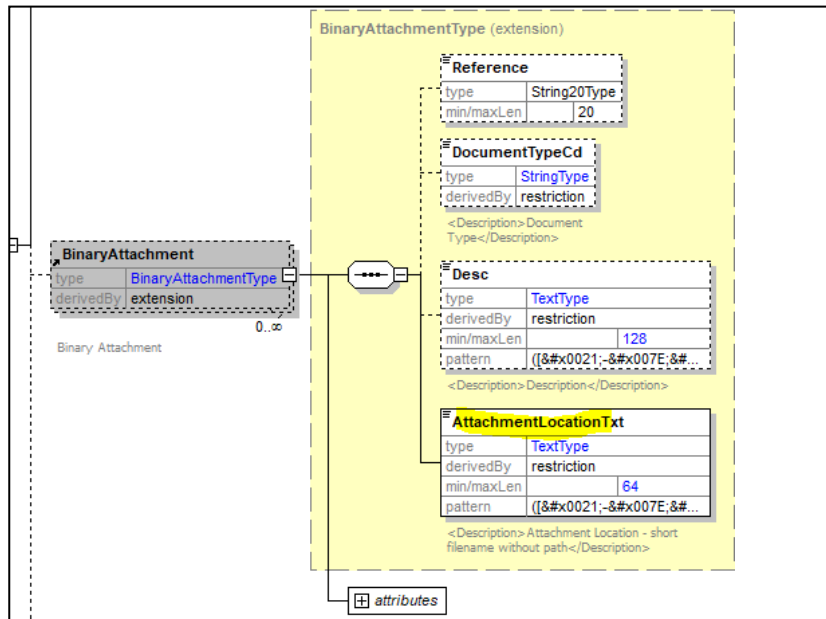 BinaryAttachmentType (extension)
Reference
type String20Type
min/maxLen 20
DocumentTypeCd
type StringType
derivedBy restriction
<Description>Document
Type</Description>
BinaryAttachment
type BinaryAttachmentType
derivedBy extension
0..∞
Binary Attachment
Desc
type TextType
derivedBy restriction
min/maxLen 128
pattern ([&#x0021;-&#x007E;&#...
<Description>Description</Description>
AttachmentLocationTxt
type TextType
derivedBy restriction
min/maxLen 64
pattern ([&#x0021;-&#x007E;&#...
<Description>Attachment Location - short
filename without path</Description>
attributes